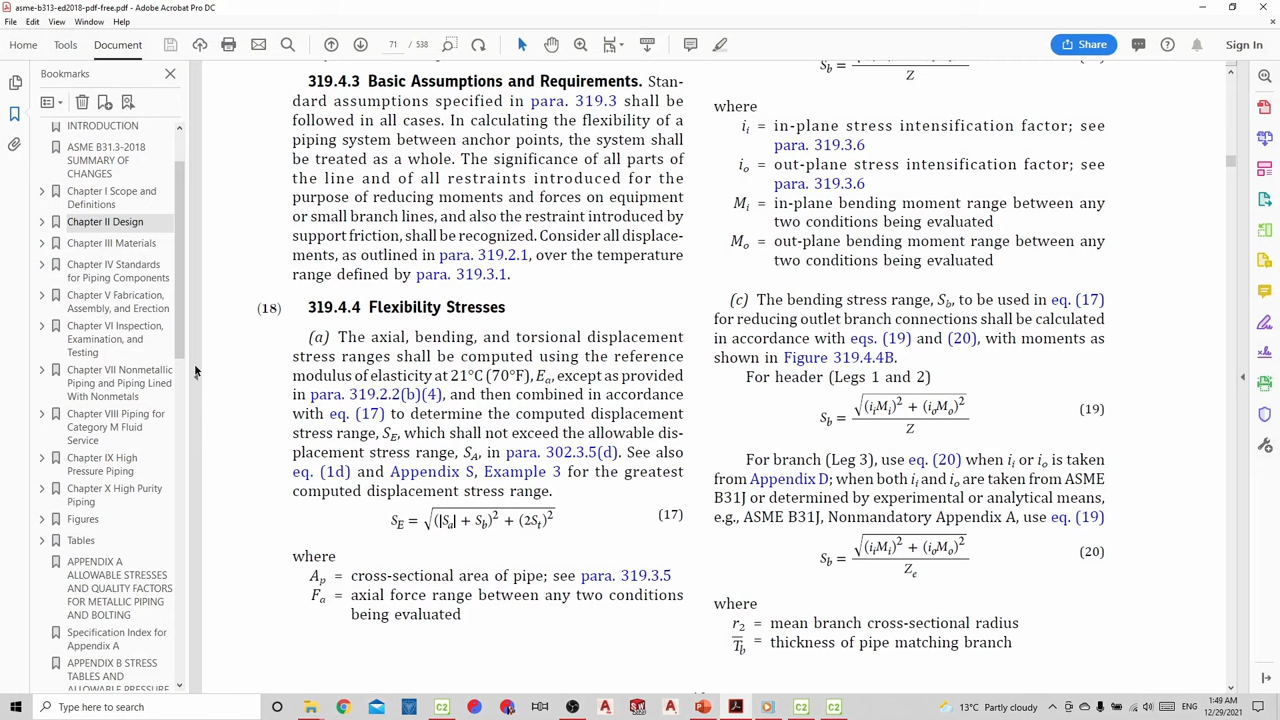 asme-b313-ed2018-pdf-free.pdf - Adobe Acrobat Pro DC
File Edit View Window Help
Home Tools Document 71 / 538 Share Sign In
Bookmarks
INTRODUCTION
ASME B31.3-2018
SUMMARY OF
CHANGES
Chapter I Scope and
Definitions
Chapter II Design
Chapter III Materials
Chapter IV Standards
for Piping Components
Chapter V Fabrication,
Assembly, and Erection
Chapter VI Inspection,
Examination, and
Testing
Chapter VII Nonmetallic
Piping and Piping Lined
With Nonmetals
Chapter VIII Piping for
Category M Fluid
Service
Chapter IX High
Pressure Piping
Chapter X High Purity
Piping
Figures
Tables
APPENDIX A
ALLOWABLE STRESSES
AND QUALITY FACTORS
FOR METALLIC PIPING
AND BOLTING
Specification Index for
Appendix A
APPENDIX B STRESS
TABLES AND
ALLOWABLE PRESSURE
319.4.3 Basic Assumptions and Requirements. Stan-
dard assumptions specified in para. 319.3 shall be
followed in all cases. In calculating the flexibility of a
piping system between anchor points, the system shall
be treated as a whole. The significance of all parts of
the line and of all restraints introduced for the
purpose of reducing moments and forces on equipment
or small branch lines, and also the restraint introduced by
support friction, shall be recognized. Consider all displace-
ments, as outlined in para. 319.2.1, over the temperature
range defined by para. 319.3.1.
(18) 319.4.4 Flexibility Stresses
(a) The axial, bending, and torsional displacement
stress ranges shall be computed using the reference
modulus of elasticity at 21°C (70°F), Ea, except as provided
in para. 319.2.2(b)(4), and then combined in accordance
with eq. (17) to determine the computed displacement
stress range, SE, which shall not exceed the allowable dis-
placement stress range, SA, in para. 302.3.5(d). See also
eq. (1d) and Appendix S, Example 3 for the greatest
computed displacement stress range.
SE = √(|Sa| + Sb)² + (2St)² (17)
where
Ap = cross-sectional area of pipe; see para. 319.3.5
Fa = axial force range between any two conditions
being evaluated
Sb =
Z
where
ii = in-plane stress intensification factor; see
para. 319.3.6
io = out-plane stress intensification factor; see
para. 319.3.6
Mi = in-plane bending moment range between any
two conditions being evaluated
Mo = out-plane bending moment range between any
two conditions being evaluated
(c) The bending stress range, Sb, to be used in eq. (17)
for reducing outlet branch connections shall be calculated
in accordance with eqs. (19) and (20), with moments as
shown in Figure 319.4.4B.
For header (Legs 1 and 2)
Sb = √(iiMi)² + (ioMo)² / Z (19)
For branch (Leg 3), use eq. (20) when ii or io is taken
from Appendix D; when both ii and io are taken from ASME
B31J or determined by experimental or analytical means,
e.g., ASME B31J, Nonmandatory Appendix A, use eq. (19)
Sb = √(iiMi)² + (ioMo)² / Ze (20)
where
r2 = mean branch cross-sectional radius
T̅b = thickness of pipe matching branch
Type here to search
13°C Partly cloudy ENG 1:49 AM
12/29/2021